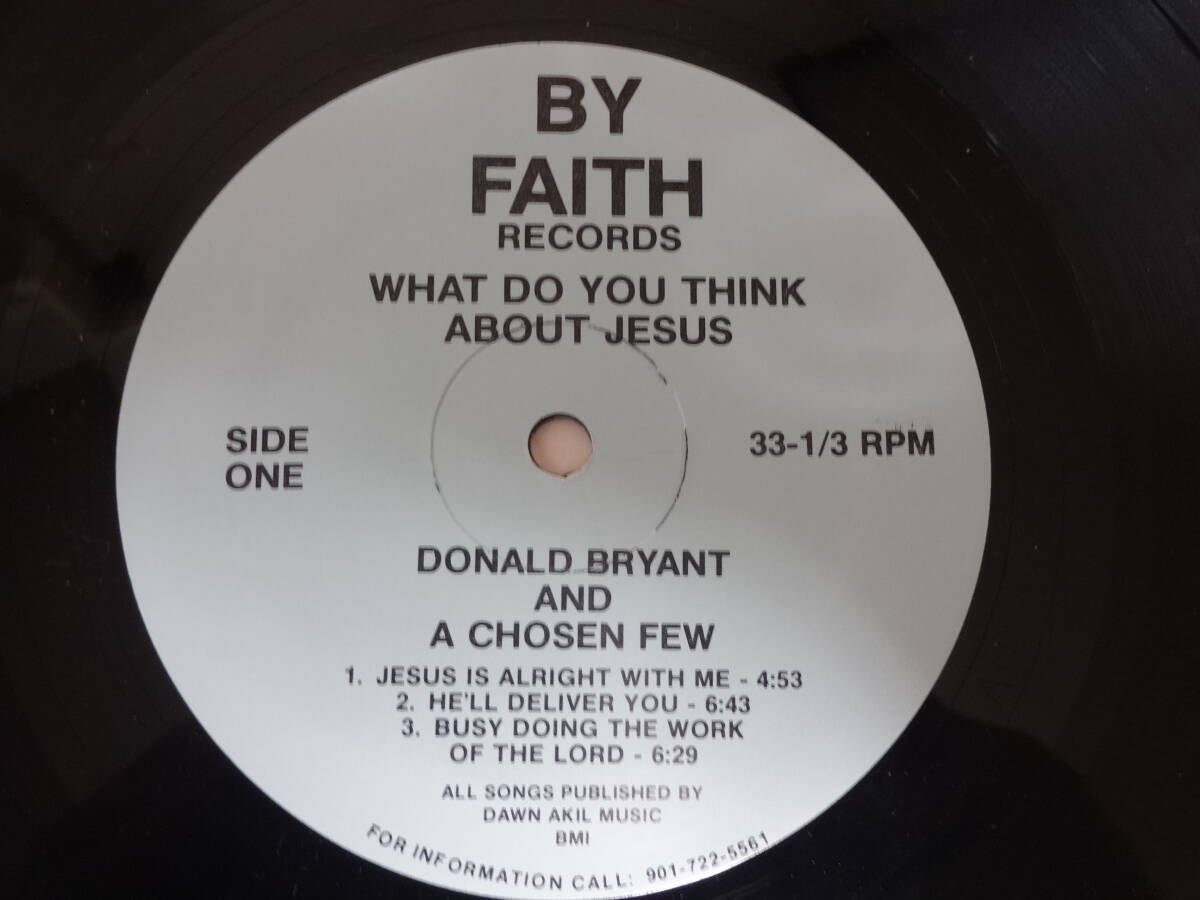 BY
FAITH
RECORDS
WHAT DO YOU THINK
ABOUT JESUS
SIDE
ONE
33-1/3 RPM
DONALD BRYANT
AND
A CHOSEN FEW
1. JESUS IS ALRIGHT WITH ME - 4:53
2. HE'LL DELIVER YOU - 6:43
3. BUSY DOING THE WORK
OF THE LORD - 6:29
ALL SONGS PUBLISHED BY
DAWN AKIL MUSIC
BMI
FOR INFORMATION CALL: 901-722-5561